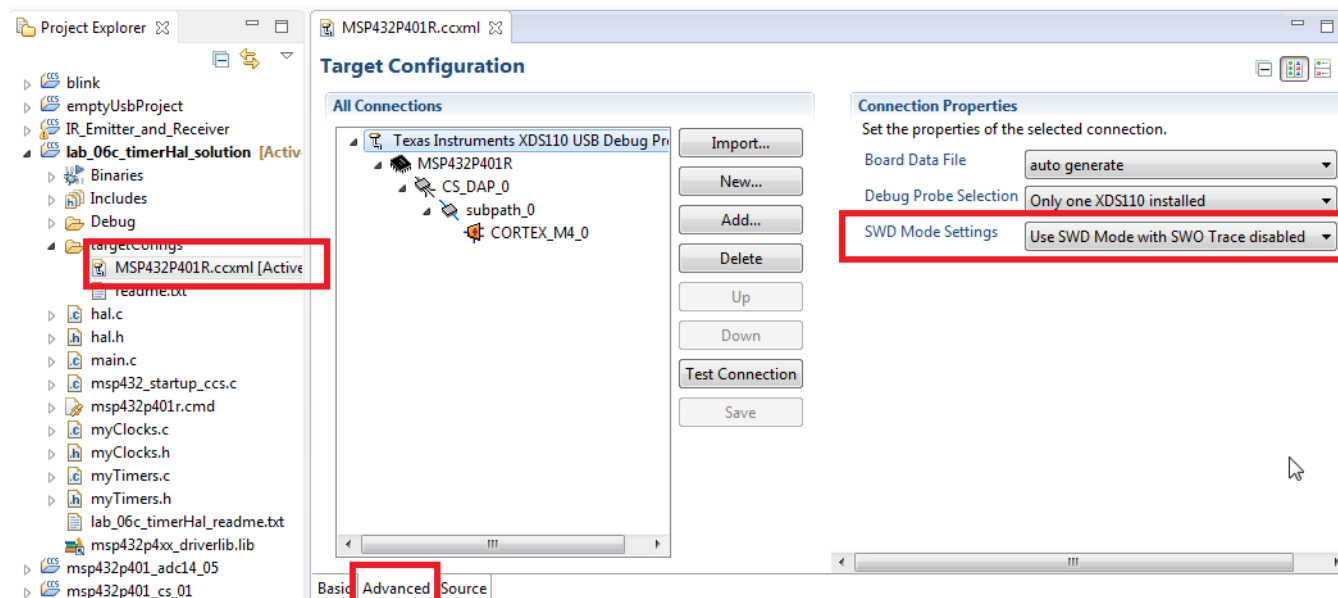 Project Explorer
blink
emptyUsbProject
IR_Emitter_and_Receiver
lab_06c_timerHal_solution [Activ
Binaries
Includes
Debug
targetConfigs
MSP432P401R.ccxml [Active
readme.txt
hal.c
hal.h
main.c
msp432_startup_ccs.c
msp432p401r.cmd
myClocks.c
myClocks.h
myTimers.c
myTimers.h
lab_06c_timerHal_readme.txt
msp432p4xx_driverlib.lib
msp432p401_adc14_05
msp432p401_cs_01
MSP432P401R.ccxml
Target Configuration
All Connections
Texas Instruments XDS110 USB Debug Pr
MSP432P401R
CS_DAP_0
subpath_0
CORTEX_M4_0
Import...
New...
Add...
Delete
Up
Down
Test Connection
Save
Connection Properties
Set the properties of the selected connection.
Board Data File auto generate
Debug Probe Selection Only one XDS110 installed
SWD Mode Settings Use SWD Mode with SWO Trace disabled
Basic Advanced Source